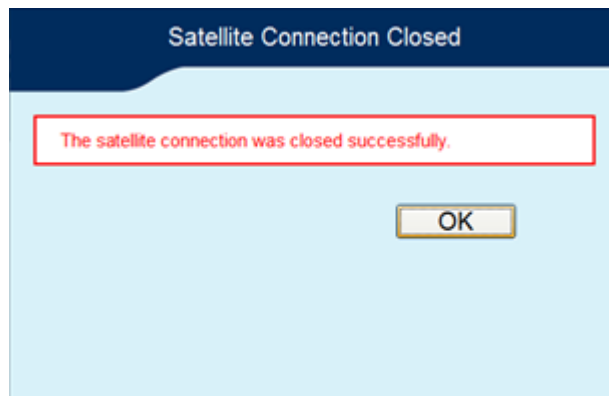 Satellite Connection Closed
The satellite connection was closed successfully.
OK